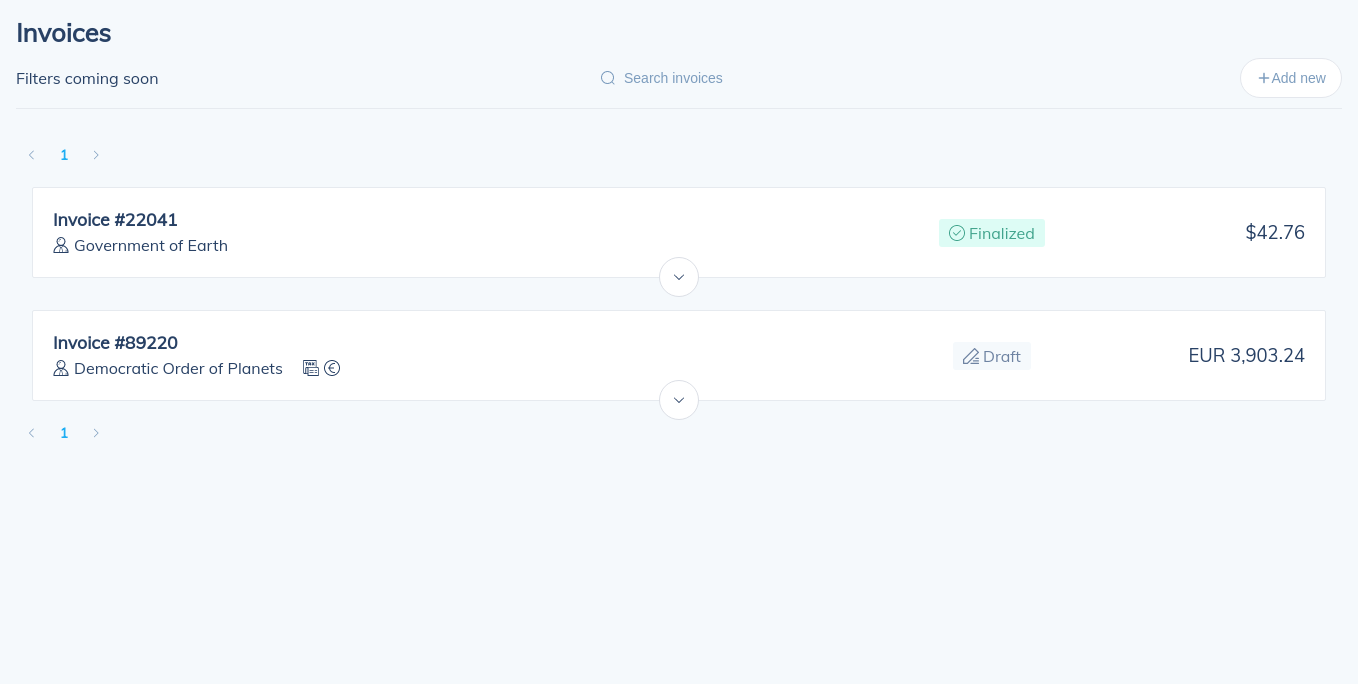 Invoices
Filters coming soon
Search invoices
+Add new
1
Invoice #22041
Government of Earth
Finalized
$42.76
Invoice #89220
Democratic Order of Planets
TAX
€
Draft
EUR 3,903.24
1